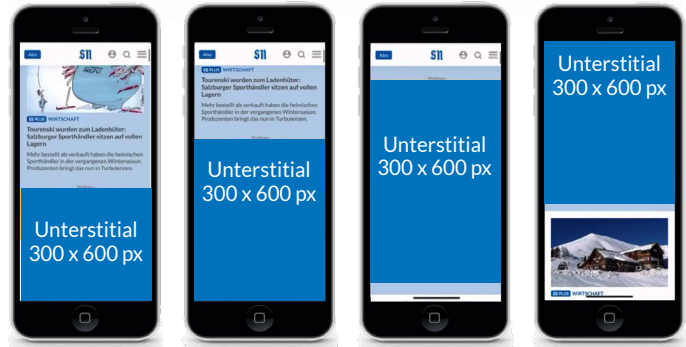 Abo
SN
PLUS WIRTSCHAFT
Tourenski wurden zum Ladenhüter:
Salzburger Sporthändler sitzen auf vollen
Lagern
Mehr bestellt als verkauft haben die heimischen
Sporthändler in der vergangenen Wintersaison.
Produzenten bringt das nun in Turbulenzen.
Unterstitial
300 x 600 px
Abo
SN
PLUS WIRTSCHAFT
Tourenski wurden zum Ladenhüter:
Salzburger Sporthändler sitzen auf vollen
Lagern
Mehr bestellt als verkauft haben die heimischen
Sporthändler in der vergangenen Wintersaison.
Produzenten bringt das nun in Turbulenzen.
Unterstitial
300 x 600 px
Abo
SN
Unterstitial
300 x 600 px
Unterstitial
300 x 600 px
PLUS WIRTSCHAFT